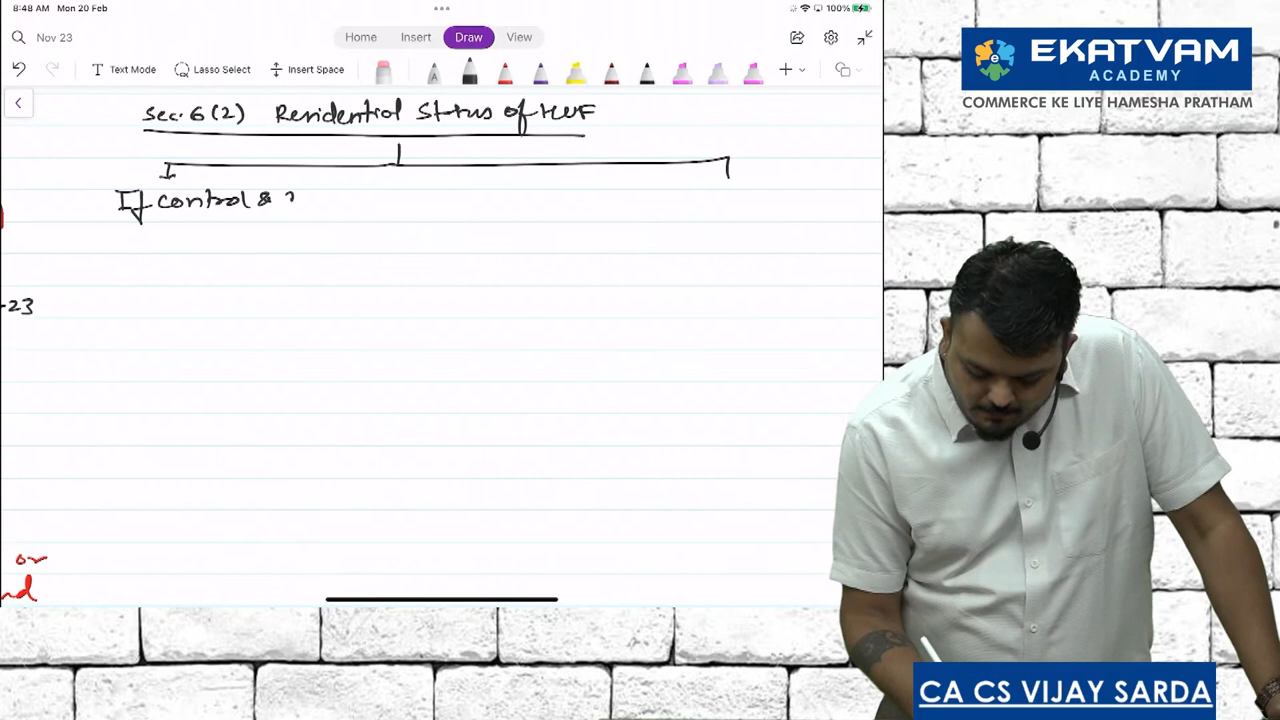 8:48 AM Mon 20 Feb
100%
Nov 23
Home Insert Draw View
Text Mode Lasso Select Insert Space
EKATVAM
ACADEMY
COMMERCE KE LIYE HAMESHA PRATHAM
Sec. 6 (2) Residential Status of HUF
If control &
-23
or
nd
CA CS VIJAY SARDA